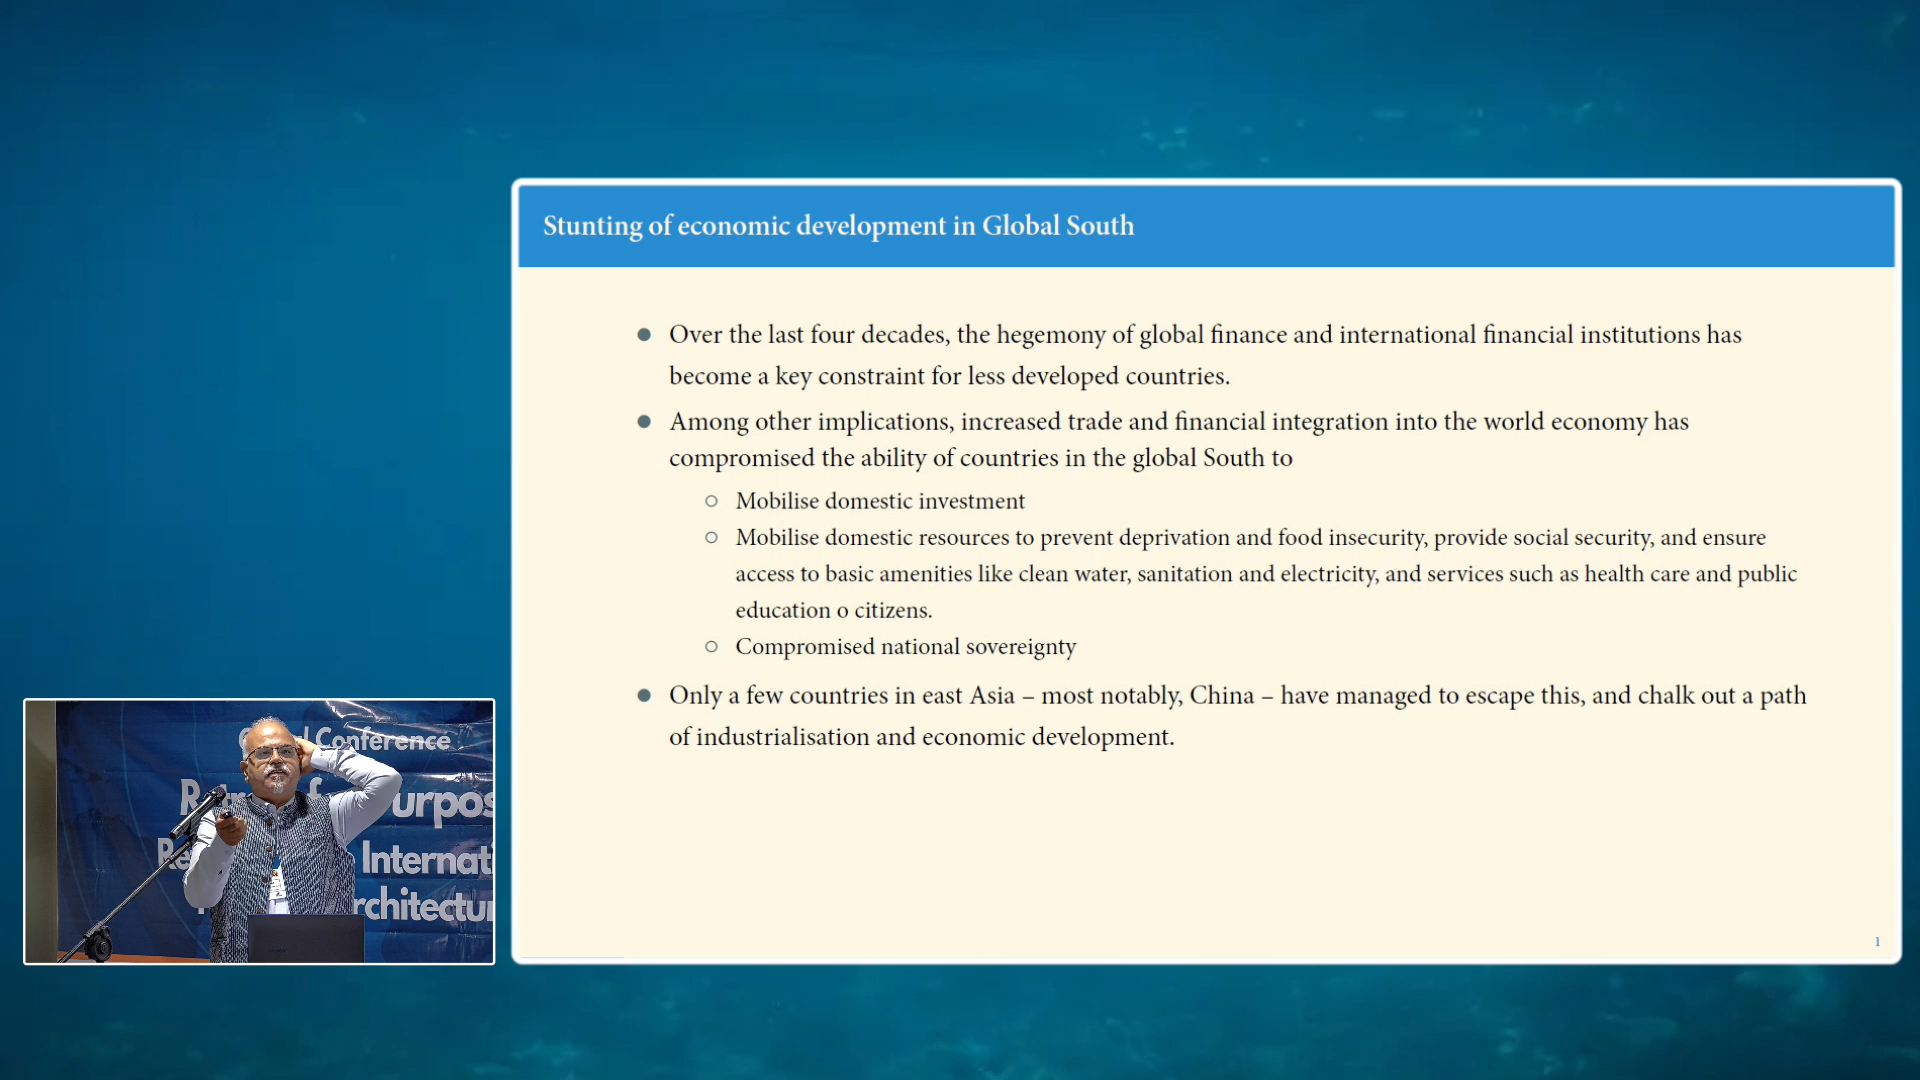 Stunting of economic development in Global South
● Over the last four decades, the hegemony of global finance and international financial institutions has
become a key constraint for less developed countries.
● Among other implications, increased trade and financial integration into the world economy has
compromised the ability of countries in the global South to
○ Mobilise domestic investment
○ Mobilise domestic resources to prevent deprivation and food insecurity, provide social security, and ensure
access to basic amenities like clean water, sanitation and electricity, and services such as health care and public
education o citizens.
○ Compromised national sovereignty
● Only a few countries in east Asia – most notably, China – have managed to escape this, and chalk out a path
of industrialisation and economic development.
1
Conference